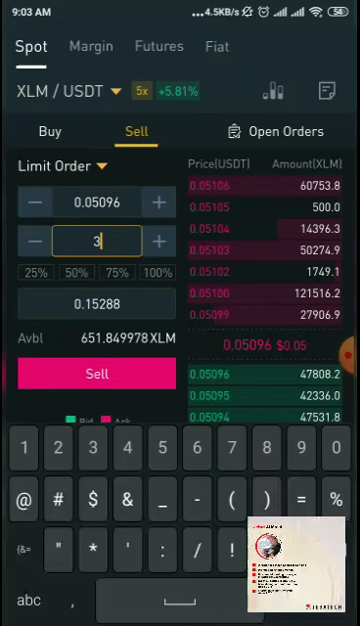 9:03 AM ...4.5KB/s 54
Spot Margin Futures Fiat
XLM / USDT 5x +5.81%
Buy Sell Open Orders
Limit Order Price(USDT) Amount(XLM)
0.05106 60753.8
− 0.05096 + 0.05105 500.0
0.05104 14396.3
− 3 + 0.05103 50274.9
25% 50% 75% 100% 0.05102 1749.1
0.05100 121516.2
0.15288 0.05099 27906.9
Avbl 651.849978 XLM 0.05096 $0.05
Sell 0.05096 47808.2
0.05095 42336.0
Bid Ask 0.05094 47531.8
1 2 3 4 5 6 7 8 9 0
@ # $ & _ - ( ) = %
{&= " * ' : / !
abc ,